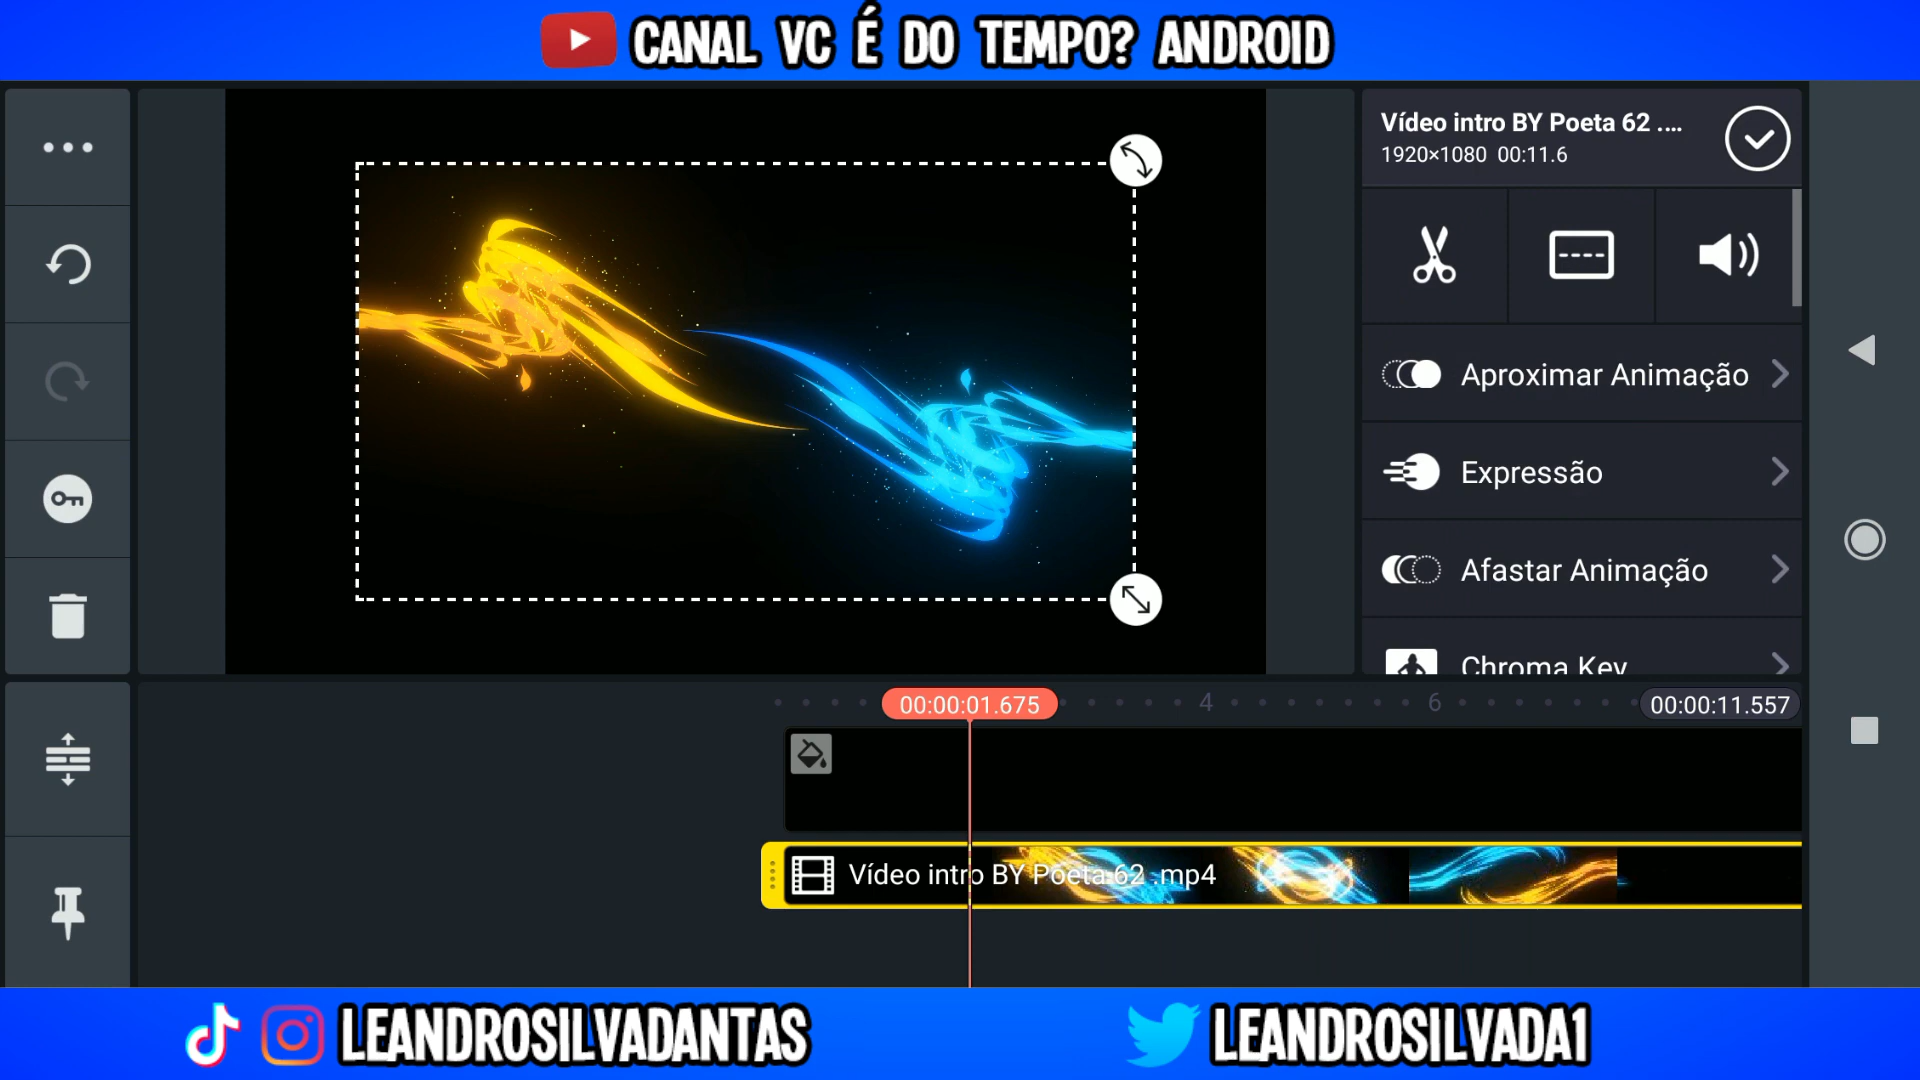 CANAL VC É DO TEMPO? ANDROID
Vídeo intro BY Poeta 62 ....
1920×1080 00:11.6
Aproximar Animação
Expressão
Afastar Animação
Chroma Key
00:00:01.675
4
6
00:00:11.557
Vídeo intro BY Poeta 62 .mp4
LEANDROSILVADANTAS
LEANDROSILVADA1